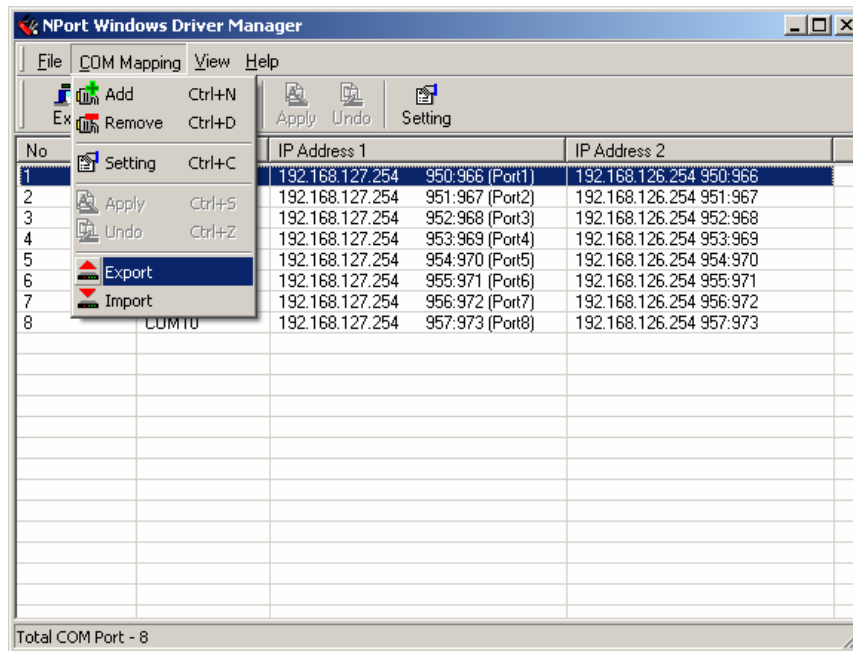 NPort Windows Driver Manager
File COM Mapping View Help
Add Ctrl+N
Remove Ctrl+D
Setting Ctrl+C
Apply Ctrl+S
Undo Ctrl+Z
Export
Import
Ex Apply Undo Setting
No IP Address 1 IP Address 2
1 192.168.127.254 950:966 (Port1) 192.168.126.254 950:966
2 192.168.127.254 951:967 (Port2) 192.168.126.254 951:967
3 192.168.127.254 952:968 (Port3) 192.168.126.254 952:968
4 192.168.127.254 953:969 (Port4) 192.168.126.254 953:969
5 192.168.127.254 954:970 (Port5) 192.168.126.254 954:970
6 192.168.127.254 955:971 (Port6) 192.168.126.254 955:971
7 192.168.127.254 956:972 (Port7) 192.168.126.254 956:972
8 COM10 192.168.127.254 957:973 (Port8) 192.168.126.254 957:973
Total COM Port - 8